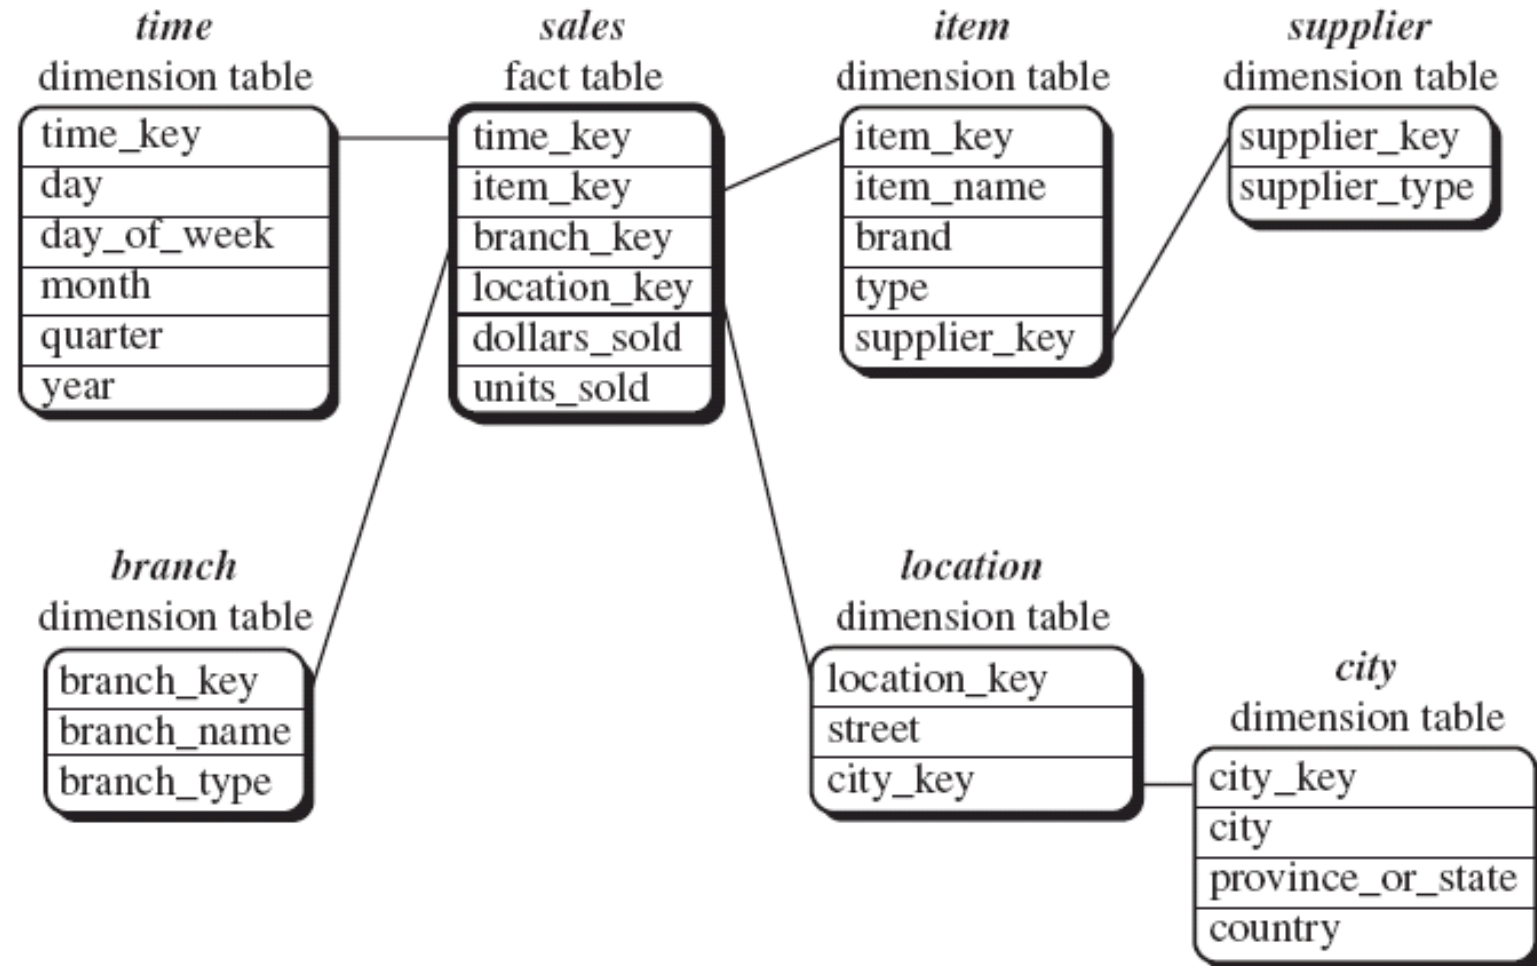 time
dimension table
time_key
day
day_of_week
month
quarter
year
sales
fact table
time_key
item_key
branch_key
location_key
dollars_sold
units_sold
item
dimension table
item_key
item_name
brand
type
supplier_key
supplier
dimension table
supplier_key
supplier_type
branch
dimension table
branch_key
branch_name
branch_type
location
dimension table
location_key
street
city_key
city
dimension table
city_key
city
province_or_state
country